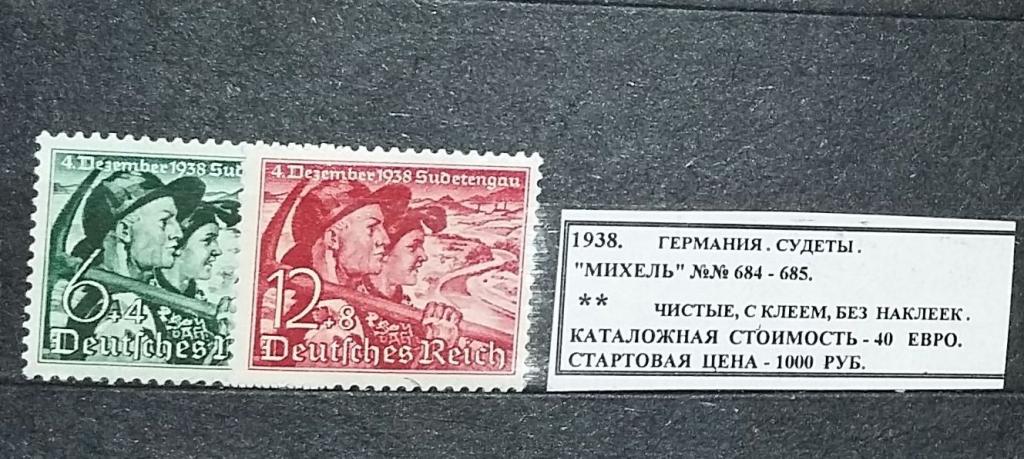 4. Dezember 1938 Sud
6+4
Deutsches R
4. Dezember 1938 Sudetengau
12+8
Deutsches Reich
1938. ГЕРМАНИЯ. СУДЕТЫ.
"МИХЕЛЬ" №№ 684 - 685.
** ЧИСТЫЕ, С КЛЕЕМ, БЕЗ НАКЛЕЕК.
КАТАЛОЖНАЯ СТОИМОСТЬ - 40 ЕВРО.
СТАРТОВАЯ ЦЕНА - 1000 РУБ.